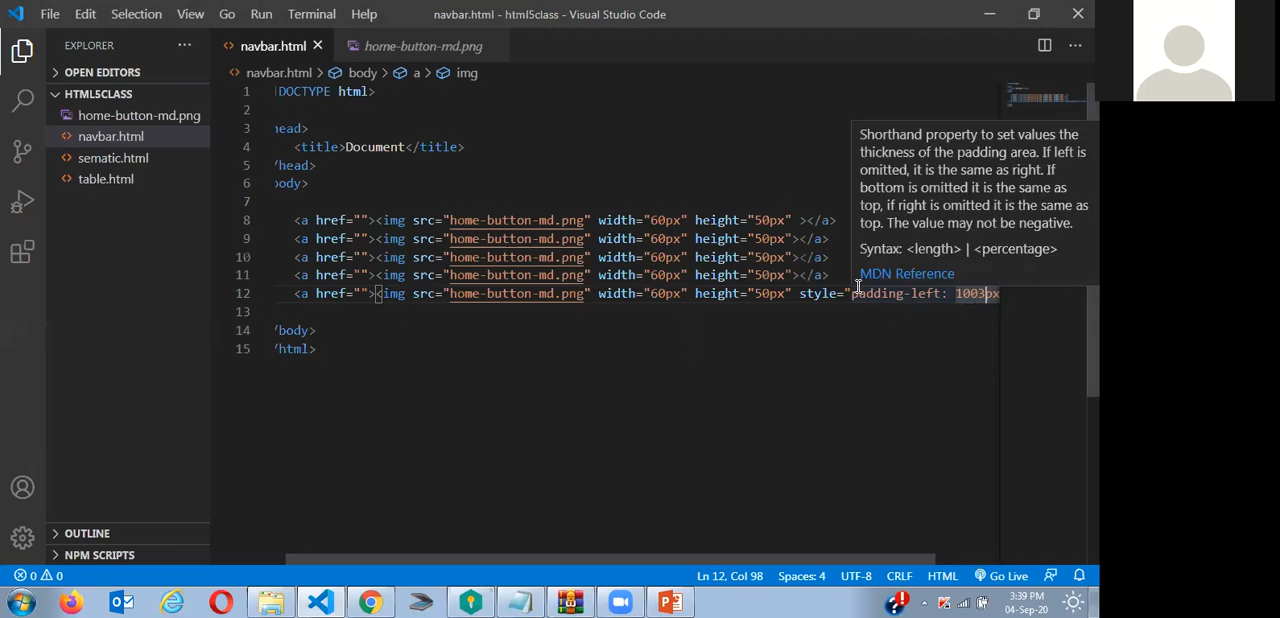 File Edit Selection View Go Run Terminal Help navbar.html - html5class - Visual Studio Code
EXPLORER ··· navbar.html home-button-md.png ···
OPEN EDITORS navbar.html > body > a > img
HTML5CLASS
home-button-md.png
navbar.html
sematic.html
table.html
1 DOCTYPE html>
2
3 head>
4 <title>Document</title>
5 /head>
6 body>
7
8 <a href=""><img src="home-button-md.png" width="60px" height="50px" ></a>
9 <a href=""><img src="home-button-md.png" width="60px" height="50px"></a>
10 <a href=""><img src="home-button-md.png" width="60px" height="50px"></a>
11 <a href=""><img src="home-button-md.png" width="60px" height="50px"></a>
12 <a href=""><img src="home-button-md.png" width="60px" height="50px" style="padding-left: 1003px
13
14 /body>
15 /html>
Shorthand property to set values the
thickness of the padding area. If left is
omitted, it is the same as right. If
bottom is omitted it is the same as
top, if right is omitted it is the same as
top. The value may not be negative.
Syntax: <length> | <percentage>
MDN Reference
OUTLINE
NPM SCRIPTS
0 0 Ln 12, Col 98 Spaces: 4 UTF-8 CRLF HTML Go Live
3:39 PM
04-Sep-20